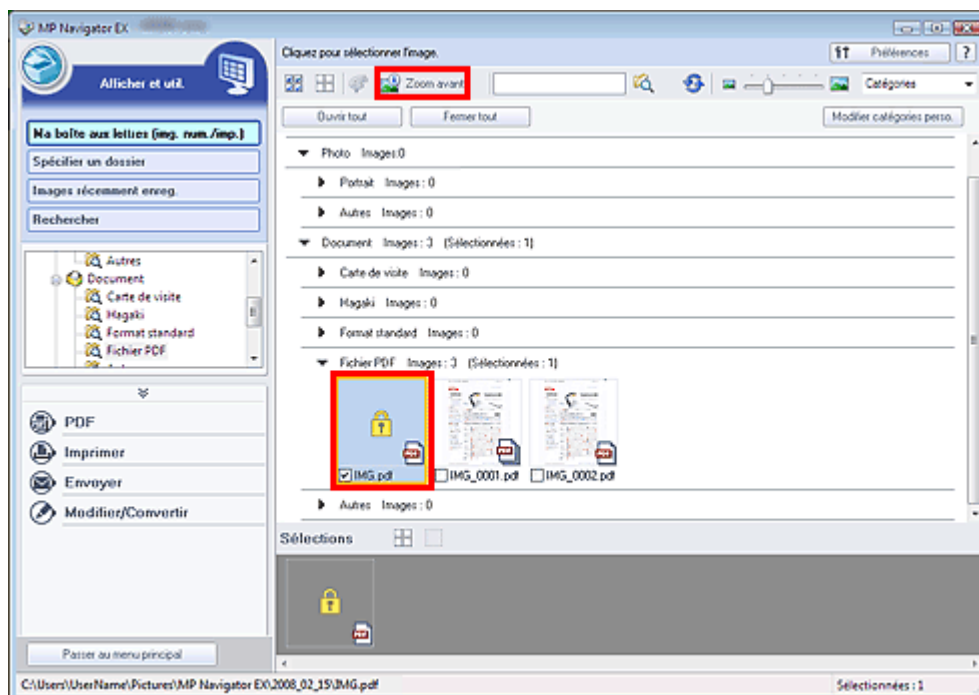 MP Navigator EX
Afficher et util.
Ma boîte aux lettres (img. num./imp.)
Spécifier un dossier
Images récemment enreg.
Rechercher
Autres
Document
Carte de visite
Hagaki
Format standard
Fichier PDF
PDF
Imprimer
Envoyer
Modifier/Convertir
Passer au menu principal
Cliquez pour sélectionner l'image.
Préférences ?
Zoom avant
Catégories
Ouvrir tout Fermer tout Modifier catégories perso.
Photo Images:0
Portrait Images : 0
Autres Images : 0
Document Images : 3 (Sélectionnées : 1)
Carte de visite Images : 0
Hagaki Images : 0
Format standard Images : 0
Fichier PDF Images : 3 (Sélectionnées : 1)
PDF PDF PDF
IMG.pdf IMG_0001.pdf IMG_0002.pdf
Autres Images : 0
Sélections
PDF
C:\Users\UserName\Pictures\MP Navigator EX\2008_02_15\IMG.pdf
Sélectionnées : 1